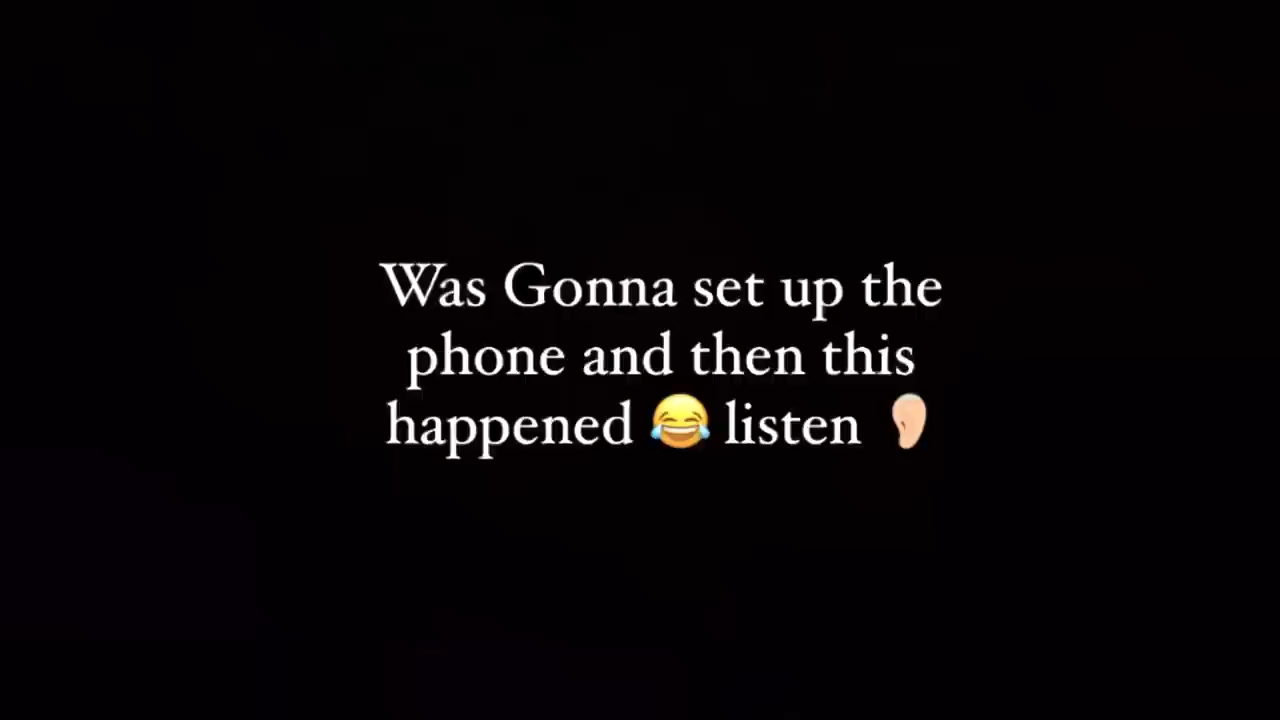 Was Gonna set up the
phone and then this
happened 😂 listen 👂🏻